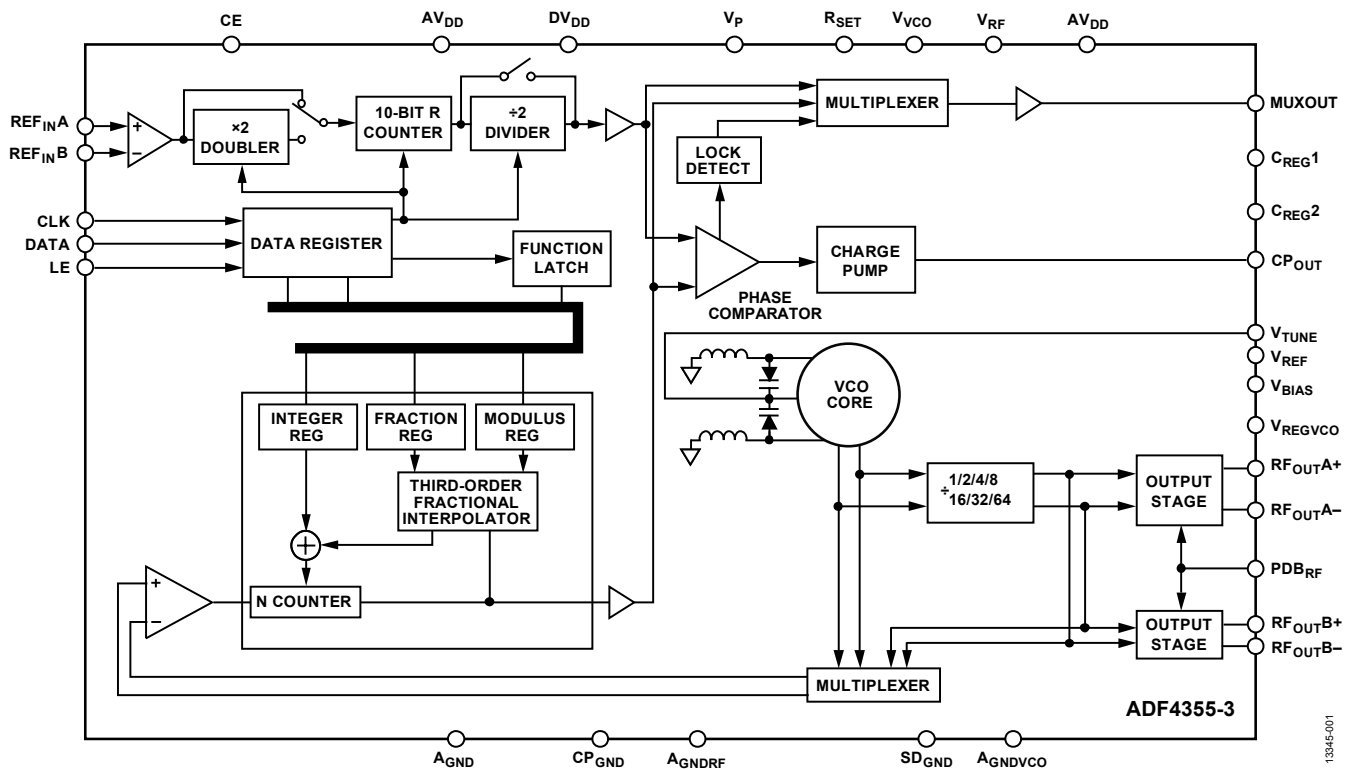 CE
AVDD
DVDD
VP
RSET
VVCO
VRF
AVDD
REFINA
REFINB
+
−
×2
DOUBLER
10-BIT R
COUNTER
÷2
DIVIDER
MULTIPLEXER
MUXOUT
LOCK
DETECT
CREG1
CREG2
CLK
DATA
LE
DATA REGISTER
FUNCTION
LATCH
CHARGE
PUMP
CPOUT
PHASE
COMPARATOR
VTUNE
VREF
VBIAS
VREGVCO
VCO
CORE
INTEGER
REG
FRACTION
REG
MODULUS
REG
THIRD-ORDER
FRACTIONAL
INTERPOLATOR
÷
1/2/4/8
16/32/64
OUTPUT
STAGE
RFOUTA+
RFOUTA−
PDBRF
+
−
N COUNTER
OUTPUT
STAGE
RFOUTB+
RFOUTB−
MULTIPLEXER
ADF4355-3
AGND
CPGND
AGNDRF
SDGND
AGNDVCO
13345-001